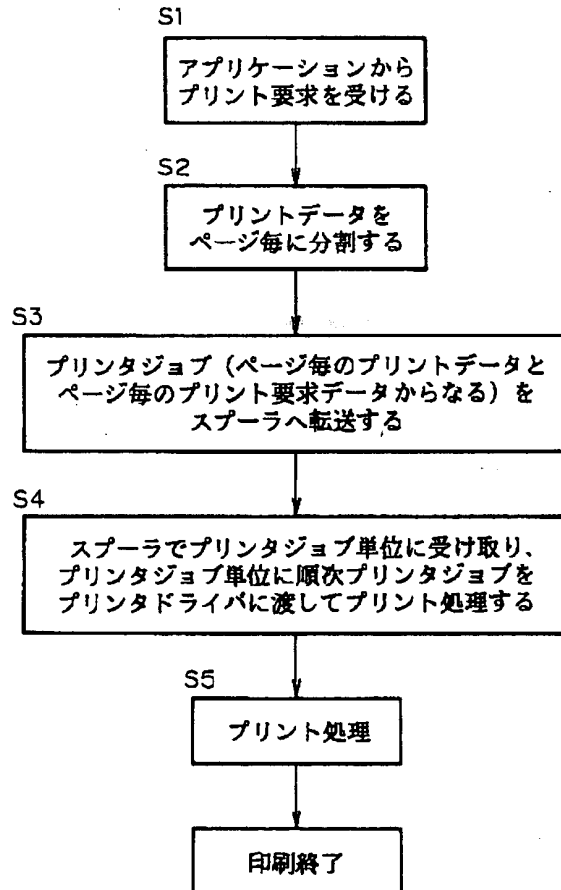 S1
アプリケーションから
プリント要求を受ける
S2
プリントデータを
ページ毎に分割する
S3
プリンタジョブ（ページ毎のプリントデータと
ページ毎のプリント要求データからなる）を
スプーラへ転送する
S4
スプーラでプリンタジョブ単位に受け取り、
プリンタジョブ単位に順次プリンタジョブを
プリンタドライバに渡してプリント処理する
S5
プリント処理
印刷終了